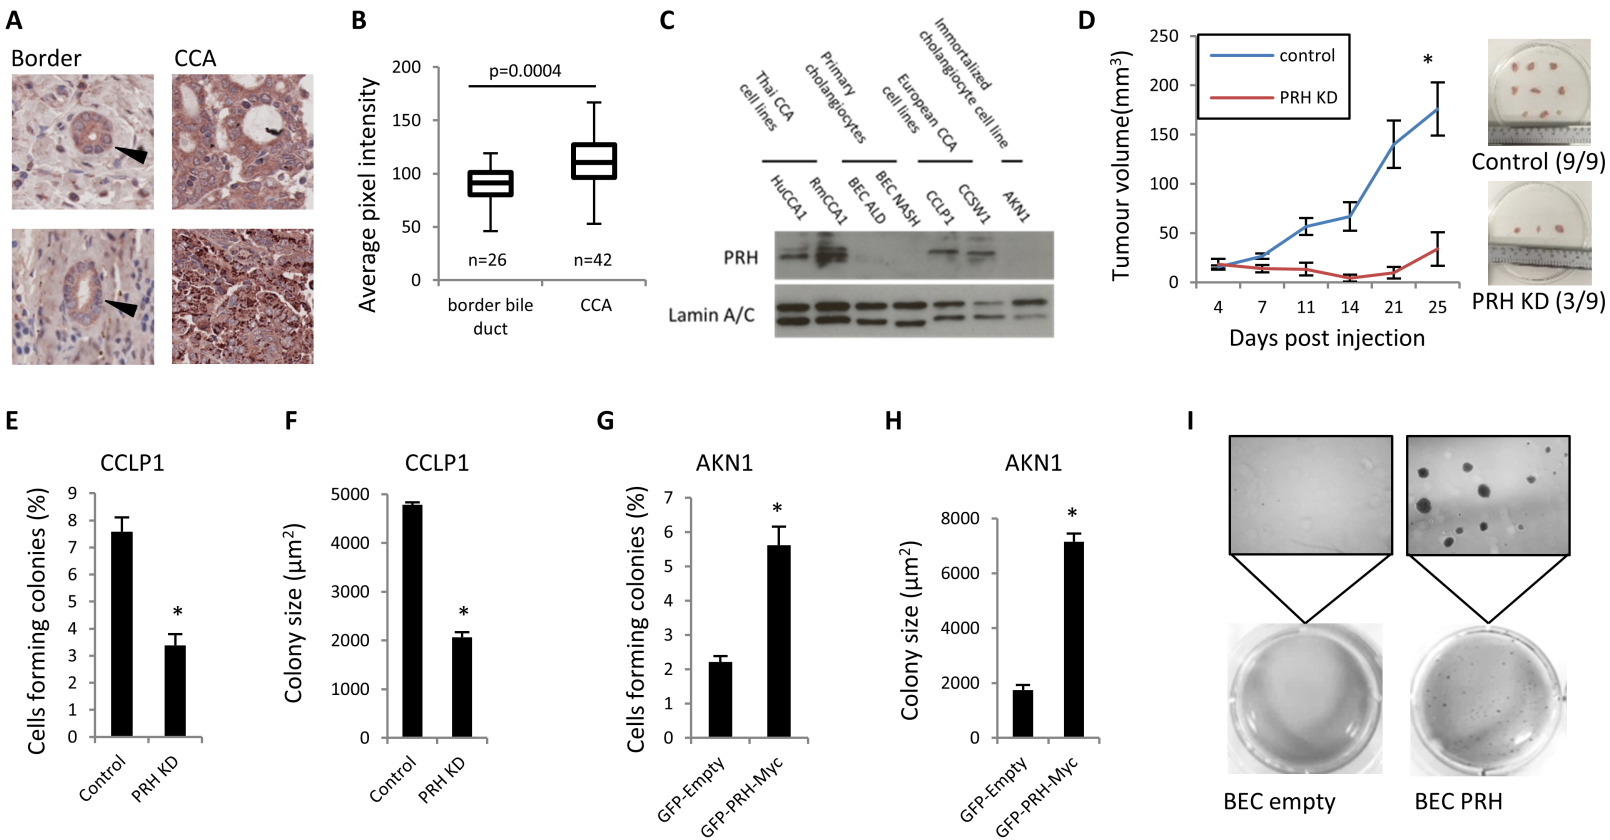 A
Border
CCA
B
Average pixel intensity
200
150
100
50
0
p=0.0004
n=26
n=42
border bile
duct
CCA
C
Thai CCA
cell lines
Primary
cholangiocytes
European CCA
cell lines
Immortalized
cholangiocyte cell line
HuCCA1
RmCCA1
BEC ALD
BEC NASH
CCLP1
CCSW1
AKN1
PRH
Lamin A/C
D
Tumour volume(mm3)
250
200
150
100
50
0
control
PRH KD
*
4
7
11
14
21
25
Days post injection
Control (9/9)
PRH KD (3/9)
E
CCLP1
Cells forming colonies (%)
9
8
7
6
5
4
3
2
1
0
*
Control
PRH KD
F
CCLP1
Colony size (μm2)
5000
4000
3000
2000
1000
0
*
Control
PRH KD
G
AKN1
Cells forming colonies (%)
7
6
5
4
3
2
1
0
*
GFP-Empty
GFP-PRH-Myc
H
AKN1
Colony size (μm2)
8000
6000
4000
2000
0
*
GFP-Empty
GFP-PRH-Myc
I
BEC empty
BEC PRH